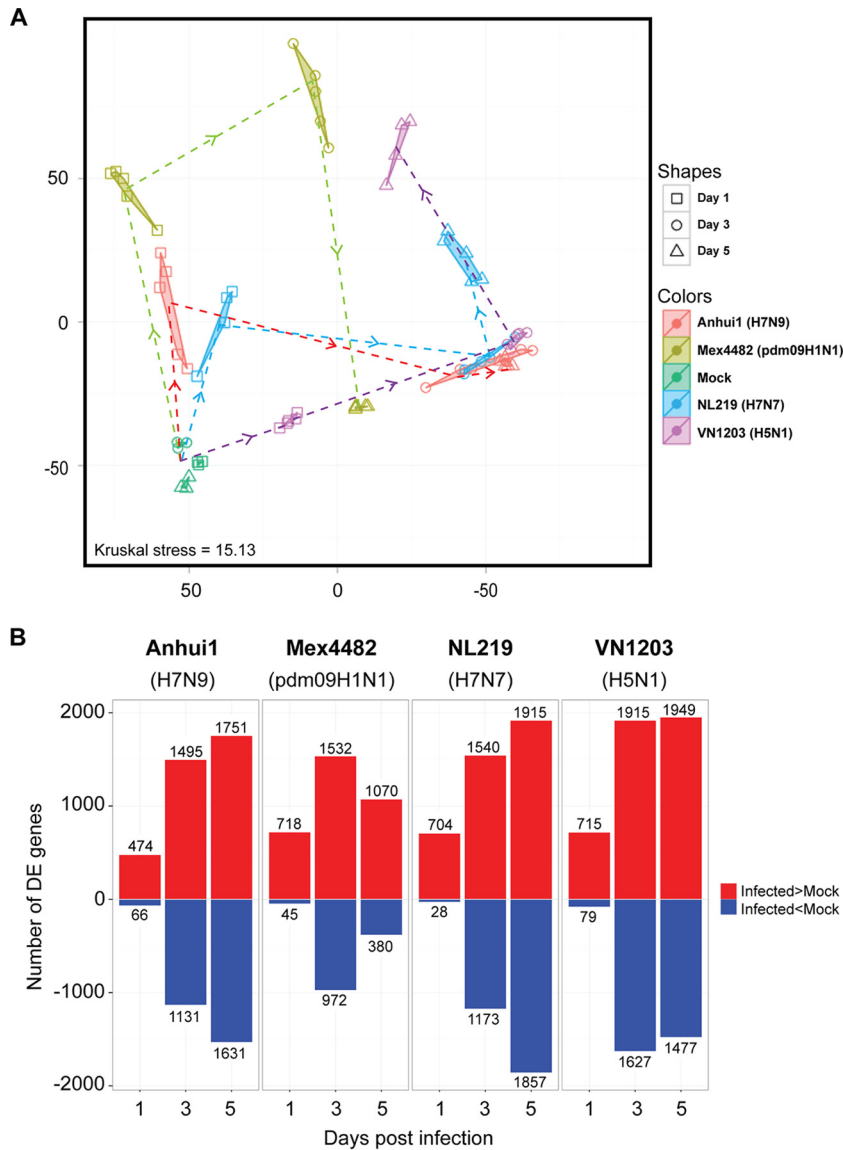 A
50
0
-50
Kruskal stress = 15.13
50 0 -50
Shapes
Day 1
Day 3
Day 5
Colors
Anhui1 (H7N9)
Mex4482 (pdm09H1N1)
Mock
NL219 (H7N7)
VN1203 (H5N1)
B
Anhui1 Mex4482 NL219 VN1203
(H7N9) (pdm09H1N1) (H7N7) (H5N1)
Number of DE genes
2000
1000
0
-1000
-2000
474 1495 1751
66 1131 1631
718 1532 1070
45 972 380
704 1540 1915
28 1173 1857
715 1915 1949
79 1627 1477
Infected>Mock
Infected<Mock
1 3 5 1 3 5 1 3 5 1 3 5
Days post infection